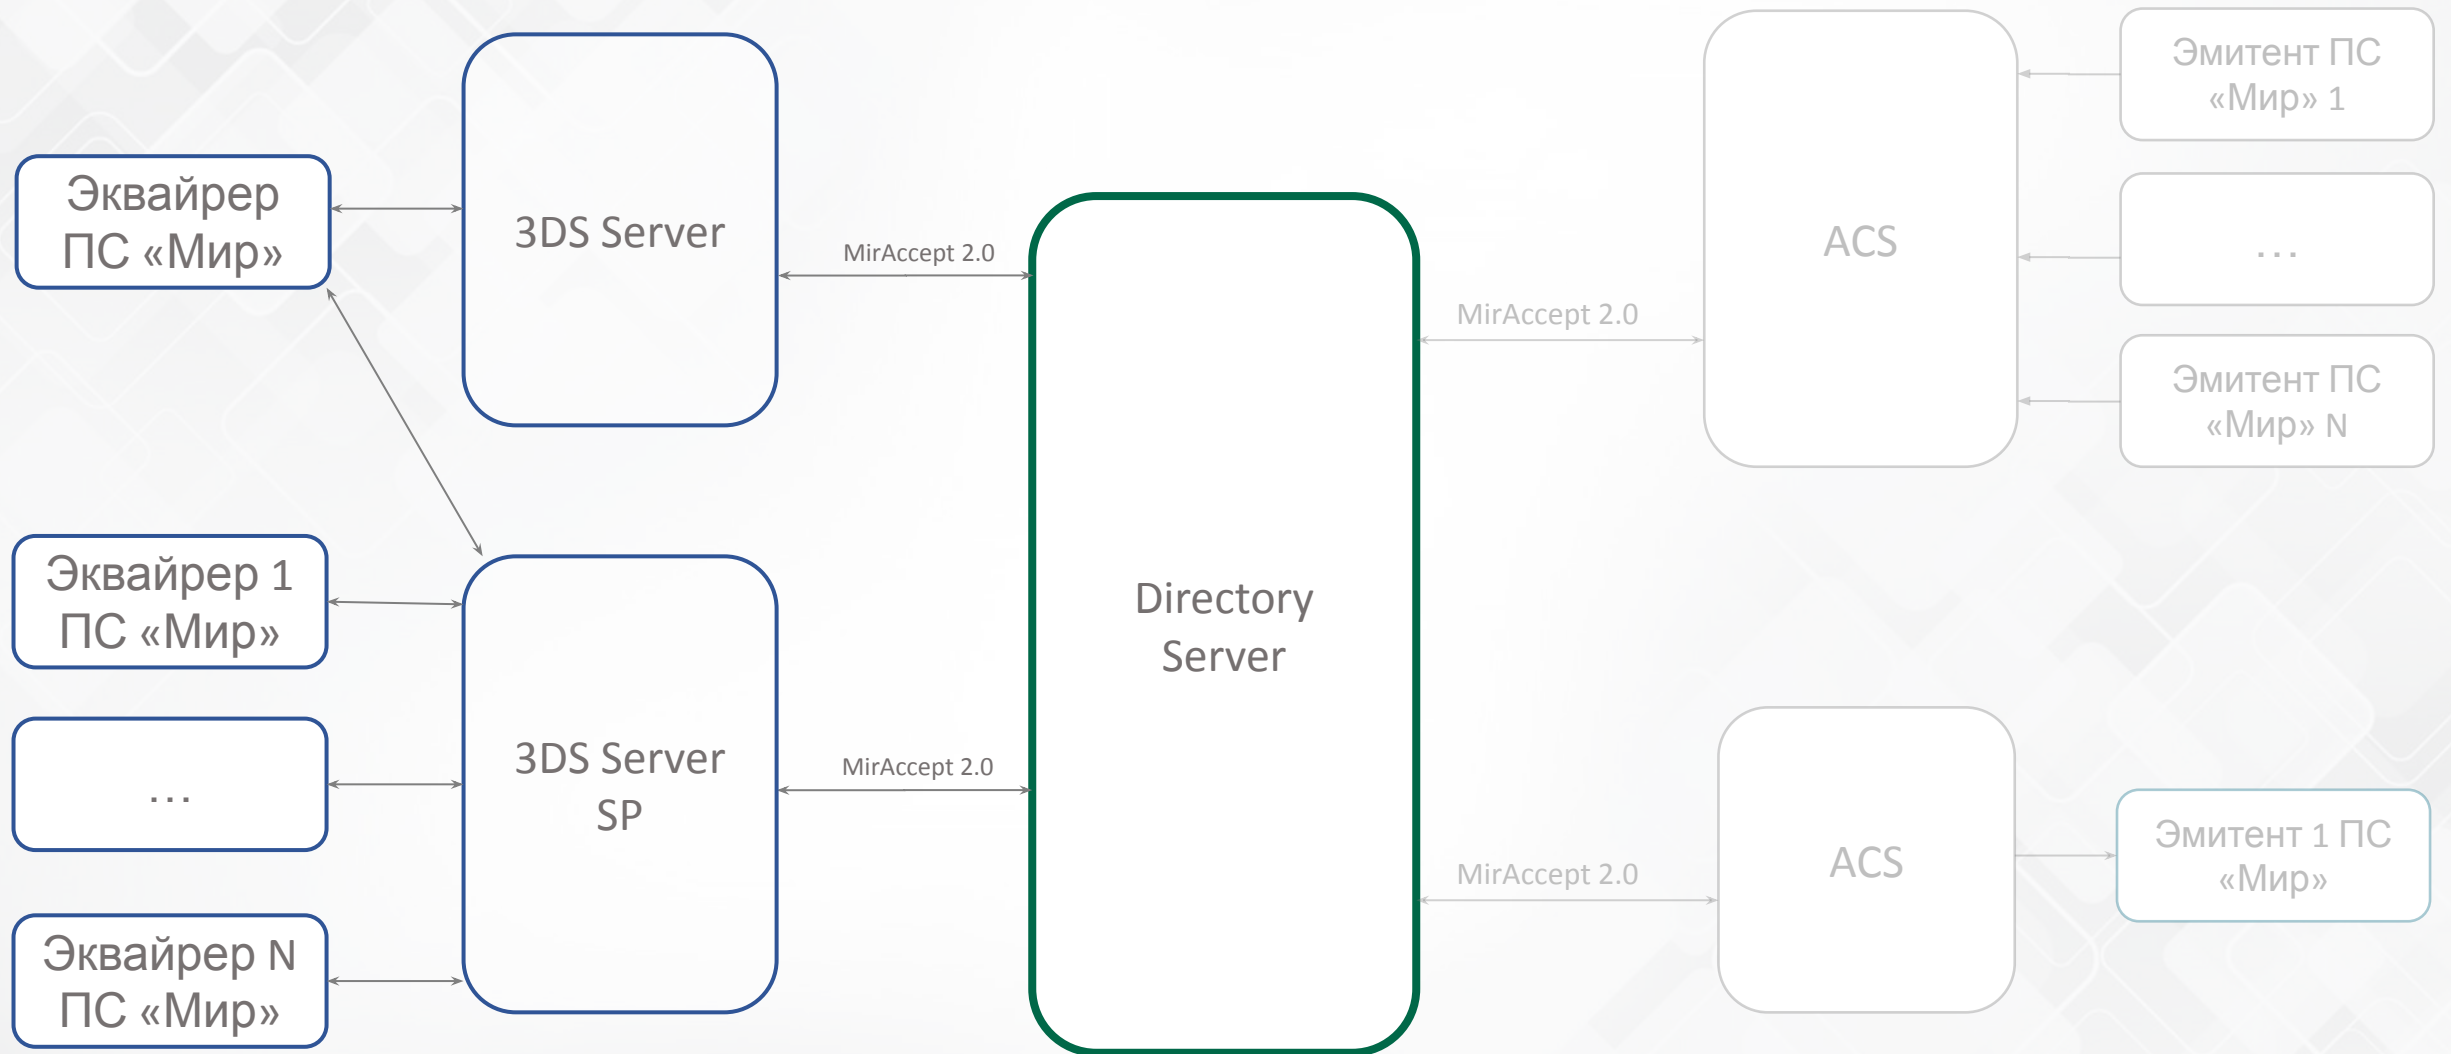 Эквайрер
ПС «Мир»
3DS Server
MirAccept 2.0
Эквайрер 1
ПС «Мир»
...
Эквайрер N
ПС «Мир»
3DS Server
SP
MirAccept 2.0
Directory
Server
MirAccept 2.0
ACS
Эмитент ПС
«Мир» 1
...
Эмитент ПС
«Мир» N
MirAccept 2.0
ACS
Эмитент 1 ПС
«Мир»